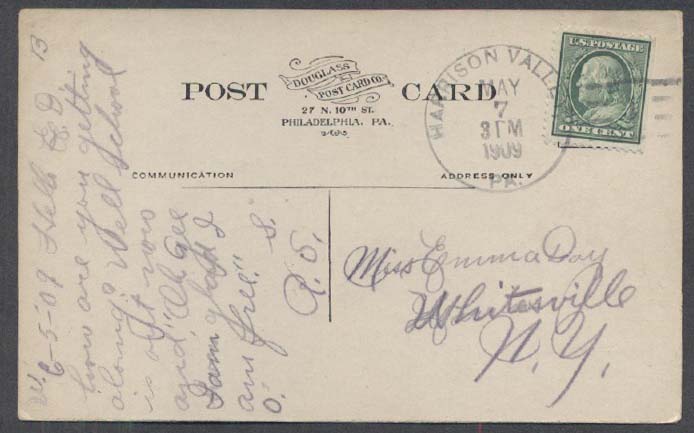 POST CARD
DOUGLASS
POST CARD CO.
27 N. 10TH ST.
PHILADELPHIA, PA.
HARRISON VALLEY
MAY
7
3 PM
1909
PA.
U.S. POSTAGE
ONE CENT
COMMUNICATION
ADDRESS ONLY
6-5-09 Hello
how are you getting
along? Well School
is out now
and "Oh Gee
I am glad I
am free."
Miss Emma Day
Whitesville
N.Y.